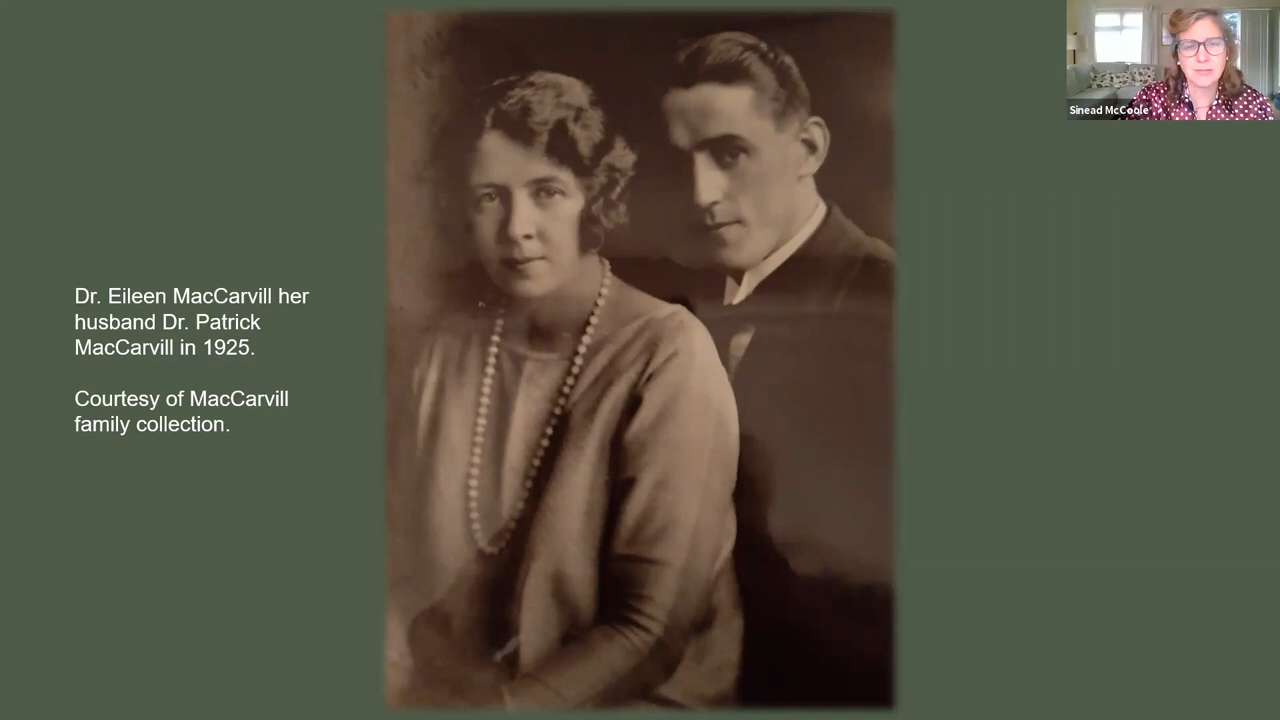 Sinead McCoole
Dr. Eileen MacCarvill her
husband Dr. Patrick
MacCarvill in 1925.
Courtesy of MacCarvill
family collection.